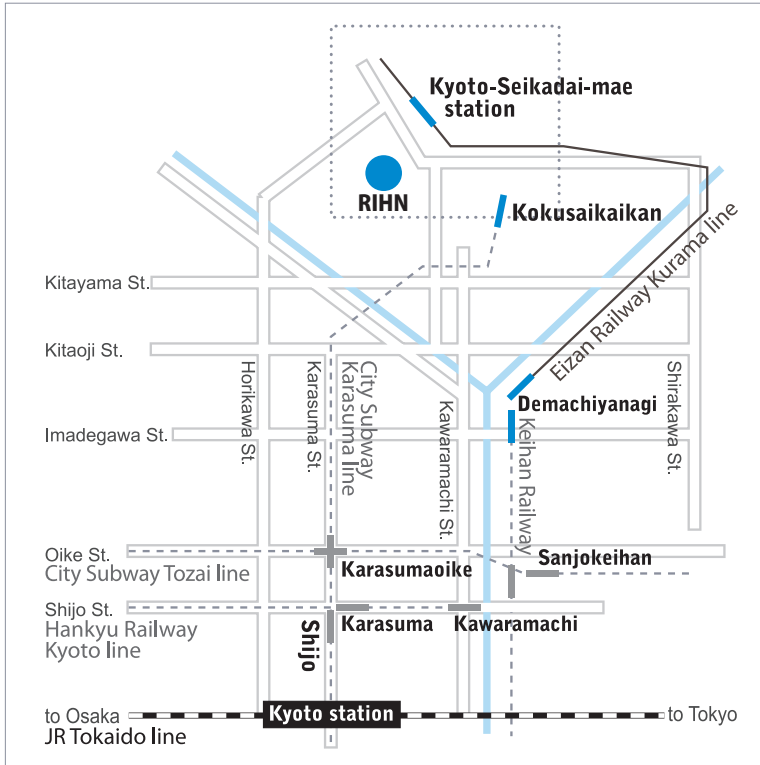 Kyoto-Seikadai-mae
station
RIHN
Kokusaikaikan
Eizan Railway Kurama line
Kitayama St.
Kitaoji St.
Horikawa St.
Karasuma St.
City Subway
Karasuma line
Kawaramachi St.
Shirakawa St.
Demachiyanagi
Imadegawa St.
Keihan Railway
Oike St.
City Subway Tozai line
Karasumaoike
Sanjokeihan
Shijo St.
Hankyu Railway
Kyoto line
Shijo
Karasuma
Kawaramachi
to Osaka
Kyoto station
to Tokyo
JR Tokaido line